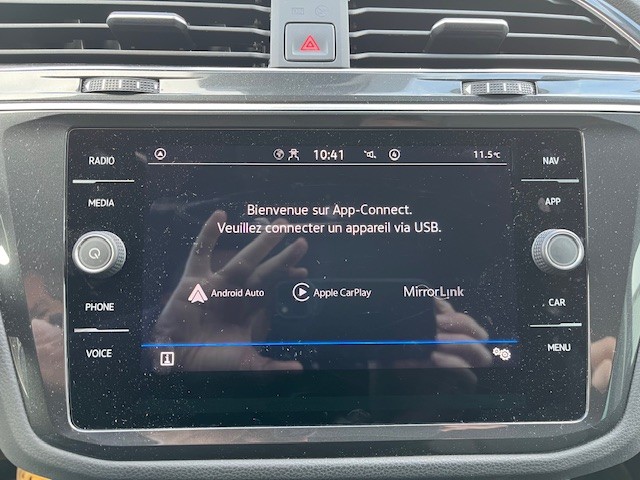 10:41
11.5°C
RADIO
NAV
MEDIA
APP
Bienvenue sur App-Connect.
Veuillez connecter un appareil via USB.
Android Auto
Apple CarPlay
MirrorLink
PHONE
CAR
VOICE
MENU